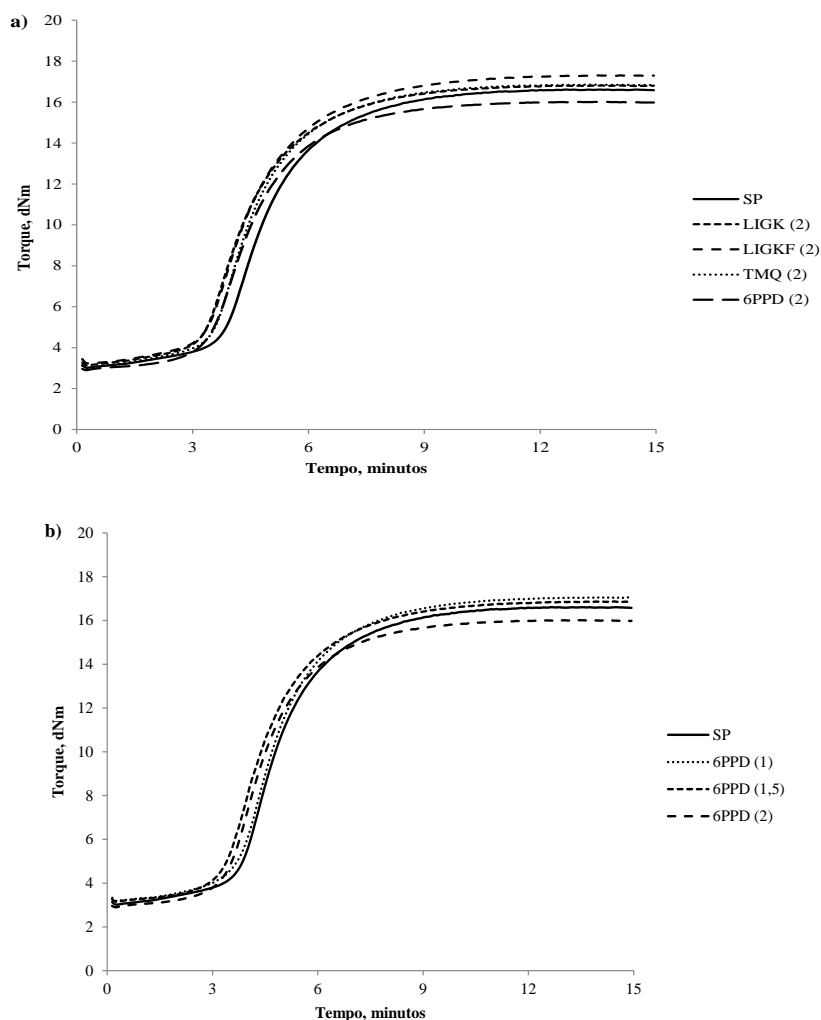 a)
20
18
16
14
12
10
8
6
4
2
0
Torque, dNm
0 3 6 9 12 15
Tempo, minutos
SP
LIGK (2)
LIGKF (2)
TMQ (2)
6PPD (2)
b)
20
18
16
14
12
10
8
6
4
2
0
Torque, dNm
0 3 6 9 12 15
Tempo, minutos
SP
6PPD (1)
6PPD (1,5)
6PPD (2)